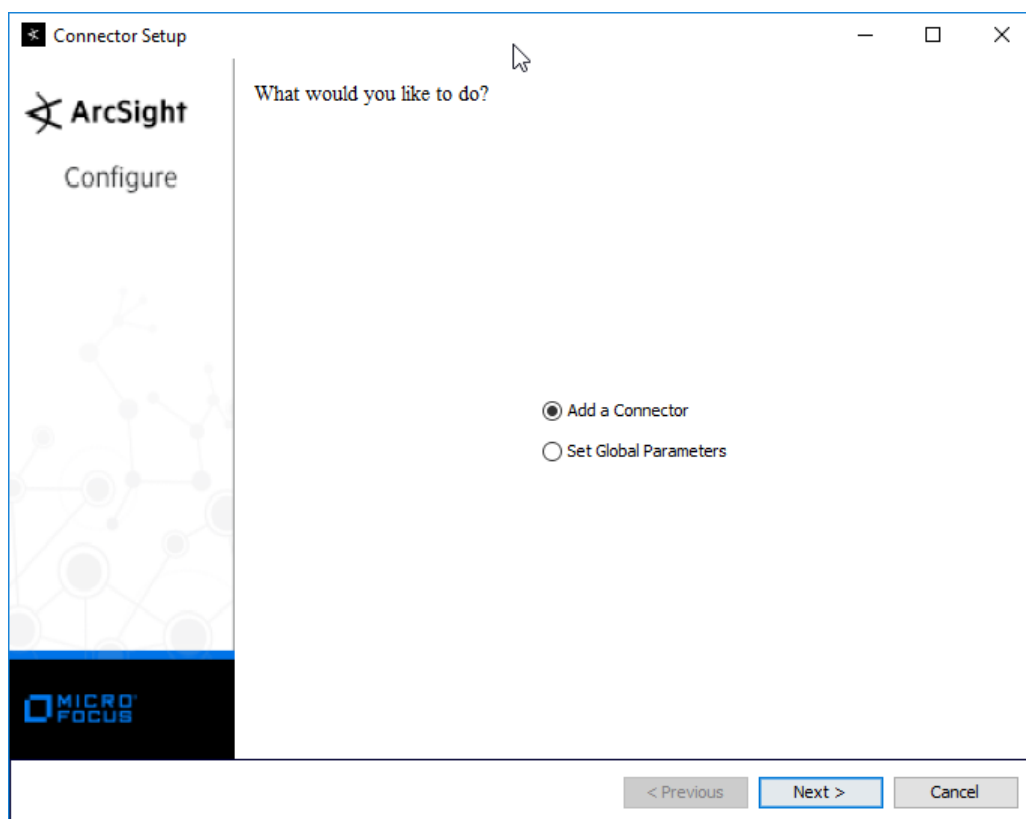 Connector Setup
ArcSight
Configure
What would you like to do?
Add a Connector
Set Global Parameters
MICRO
FOCUS
< Previous
Next >
Cancel